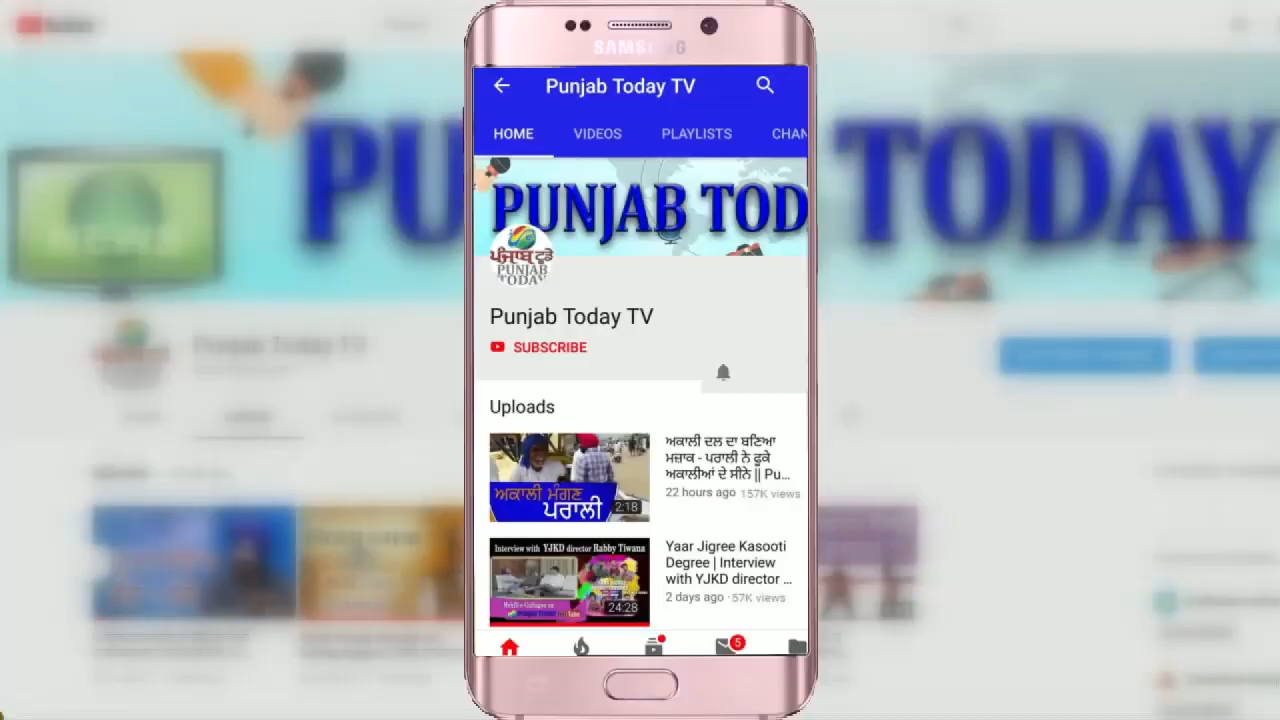 SAMSUNG
Punjab Today TV
HOME VIDEOS PLAYLISTS CHAN
PUNJAB TOD
ਪੰਜਾਬ ਟੂਡੇ
PUNJAB
TODAY
Punjab Today TV
SUBSCRIBE
Uploads
ਅਕਾਲੀ ਮੰਗਣ
ਪਰਾਲੀ
2:18
ਅਕਾਲੀ ਦਲ ਦਾ ਬਣਿਆ
ਮਜ਼ਾਕ - ਪਰਾਲੀ ਨੇ ਫੂਕੇ
ਅਕਾਲੀਆਂ ਦੇ ਸੀਨੇ || Pu...
22 hours ago 157K views
Interview with YJKD director Rabby Tiwana
24:28
Yaar Jigree Kasooti
Degree | Interview
with YJKD director ...
2 days ago · 57K views
5
PU
TODAY
Punjab Today TV